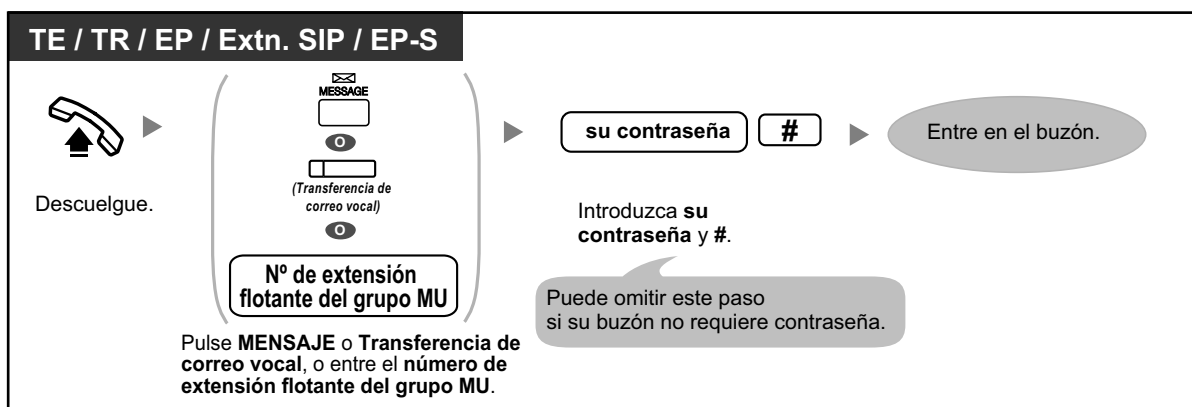 TE / TR / EP / Extn. SIP / EP-S
MESSAGE
O
(Transferencia de
correo vocal)
O
Nº de extensión
flotante del grupo MU
su contraseña
#
Entre en el buzón.
Descuelgue.
Pulse MENSAJE o Transferencia de
correo vocal, o entre el número de
extensión flotante del grupo MU.
Introduzca su
contraseña y #.
Puede omitir este paso
si su buzón no requiere contraseña.